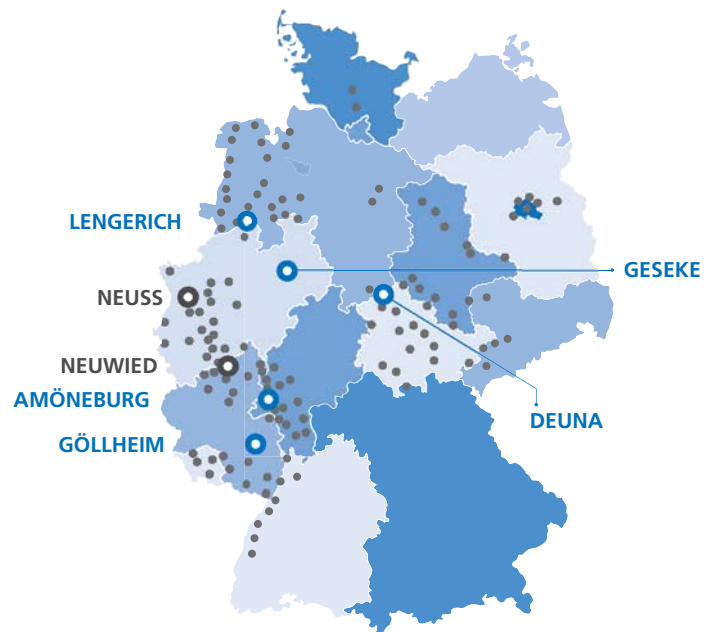 LENGERICH
GESEKE
NEUSS
NEUWIED
AMÖNEBURG
DEUNA
GÖLLHEIM